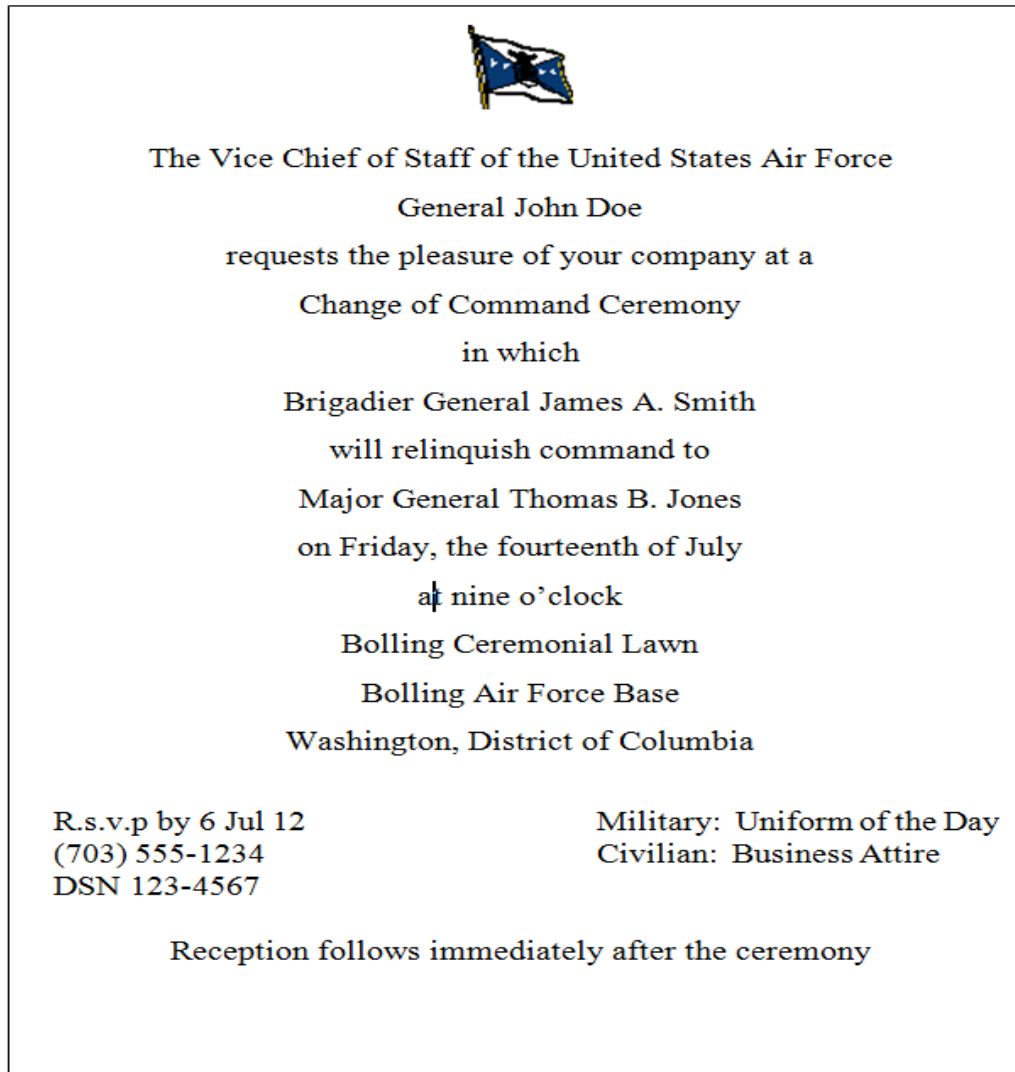 The Vice Chief of Staff of the United States Air Force
General John Doe
requests the pleasure of your company at a
Change of Command Ceremony
in which
Brigadier General James A. Smith
will relinquish command to
Major General Thomas B. Jones
on Friday, the fourteenth of July
at nine o’clock
Bolling Ceremonial Lawn
Bolling Air Force Base
Washington, District of Columbia
R.s.v.p by 6 Jul 12
(703) 555-1234
DSN 123-4567
Military:  Uniform of the Day
Civilian:  Business Attire
Reception follows immediately after the ceremony